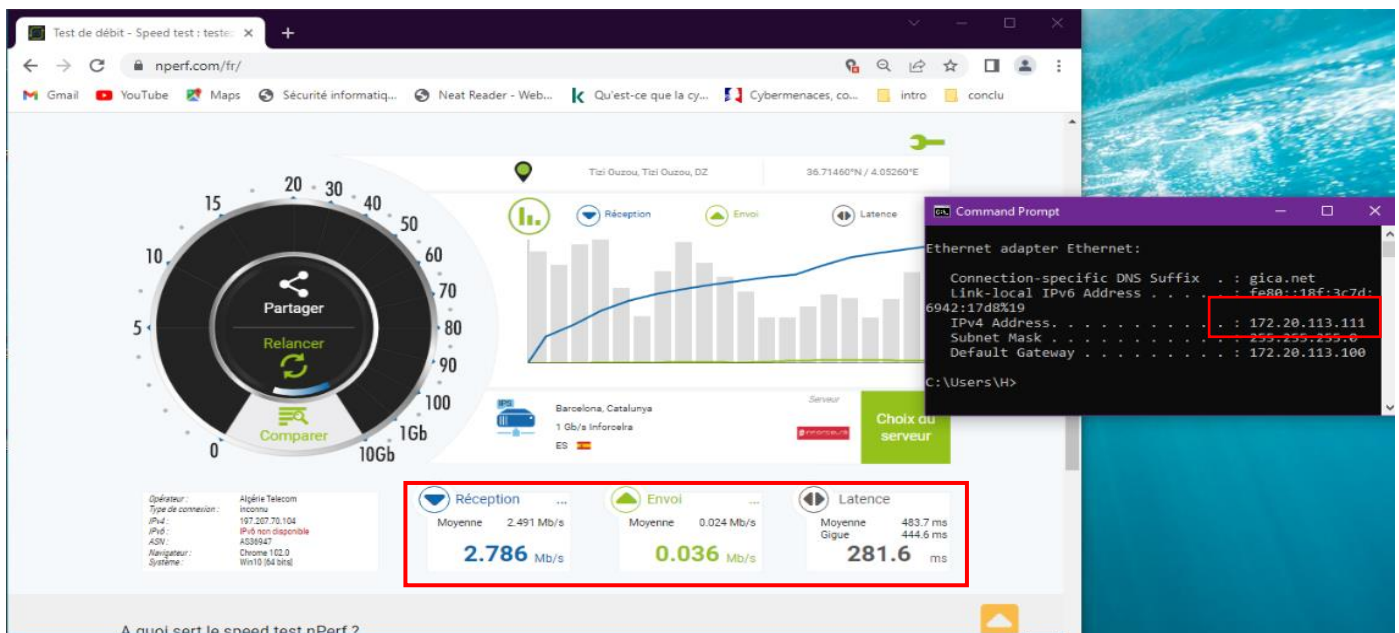 Test de débit - Speed test : testez
nperf.com/fr/
Gmail YouTube Maps Sécurité informatiq... Neat Reader - Web... Qu'est-ce que la cy... Cybermenaces, co... intro conclu
Tizi Ouzou, Tizi Ouzou, DZ 36.71460°N / 4.05260°E
Réception Envoi Latence
0
5
10
15
20
30
40
50
60
70
80
90
100
1Gb
10Gb
Partager
Relancer
Comparer
Barcelona, Catalunya
1 Gb/s Inforcelra
ES
Serveur
Choix du
serveur
Opérateur : Algérie Telecom
Type de connexion : Inconnu
IPv4 : 197.207.70.104
IPv6 : IPv6 non disponible
ASN : AS36947
Navigateur : Chrome 102.0
Système : Win10 [64 bits]
Réception ...
Moyenne 2.491 Mb/s
2.786 Mb/s
Envoi ...
Moyenne 0.024 Mb/s
0.036 Mb/s
Latence
Moyenne 483.7 ms
Gigue 444.6 ms
281.6 ms
A quoi sert le speed test nPerf ?
Command Prompt
Ethernet adapter Ethernet:
Connection-specific DNS Suffix . : gica.net
Link-local IPv6 Address . . . . . : fe80::18f:3c7d:
6942:17d8%19
IPv4 Address. . . . . . . . . . . : 172.20.113.111
Subnet Mask . . . . . . . . . . . : 255.255.255.0
Default Gateway . . . . . . . . . : 172.20.113.100
C:\Users\H>